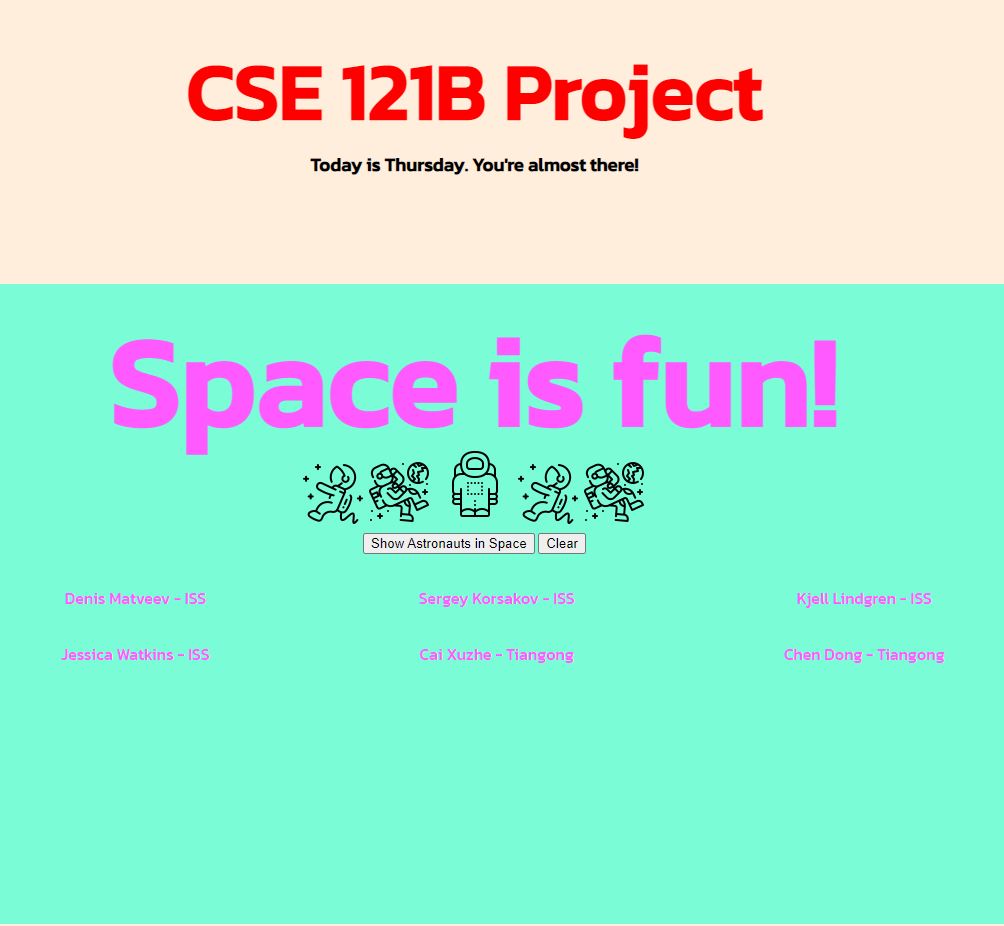 CSE 121B Project
Today is Thursday. You're almost there!
Space is fun!
Show Astronauts in Space Clear
Denis Matveev - ISS Sergey Korsakov - ISS Kjell Lindgren - ISS
Jessica Watkins - ISS Cai Xuzhe - Tiangong Chen Dong - Tiangong